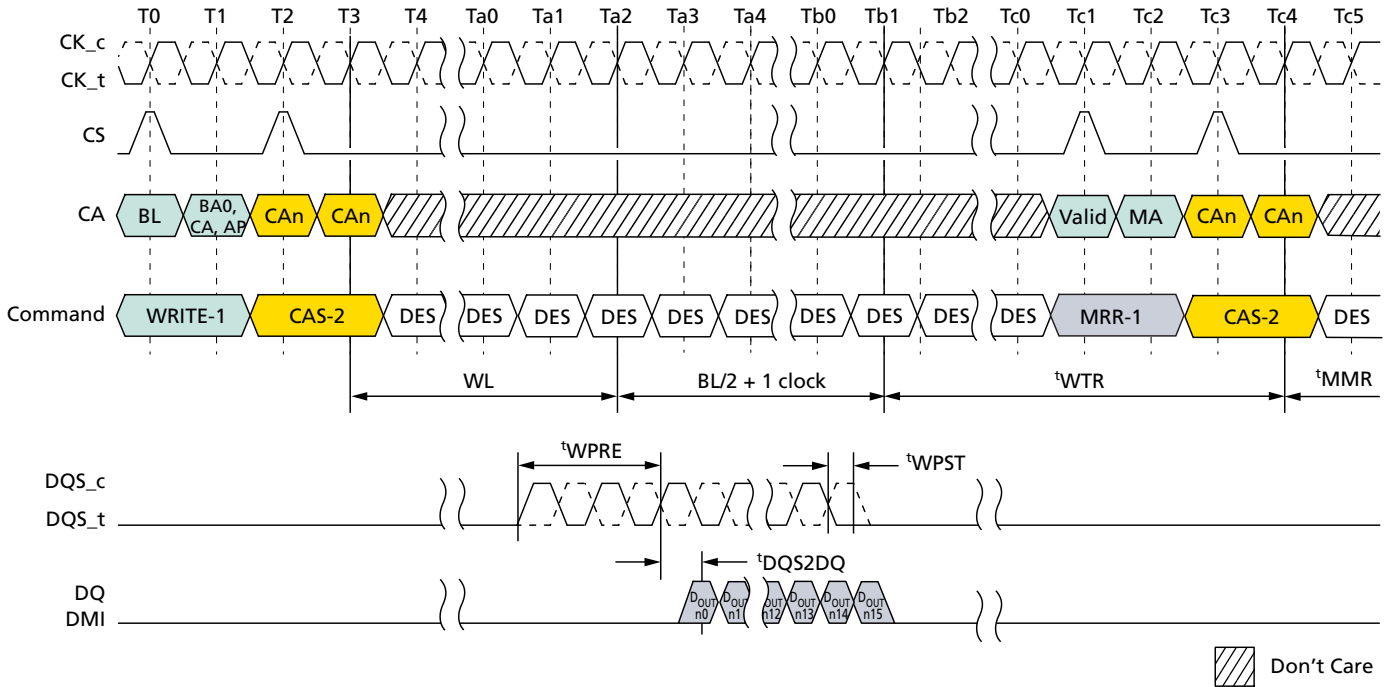 T0 T1 T2 T3 T4 Ta0 Ta1 Ta2 Ta3 Ta4 Tb0 Tb1 Tb2 Tc0 Tc1 Tc2 Tc3 Tc4 Tc5
CK_c
CK_t
CS
CA BL BA0, CA, AP CAn CAn Valid MA CAn CAn
Command WRITE-1 CAS-2 DES DES DES DES DES DES DES DES DES DES MRR-1 CAS-2 DES
WL BL/2 + 1 clock tWTR tMMR
tWPRE tWPST
DQS_c
DQS_t
tDQS2DQ
DQ
DMI
DOUT n0 DOUT n1 DOUT n12 DOUT n13 DOUT n14 DOUT n15
Don't Care